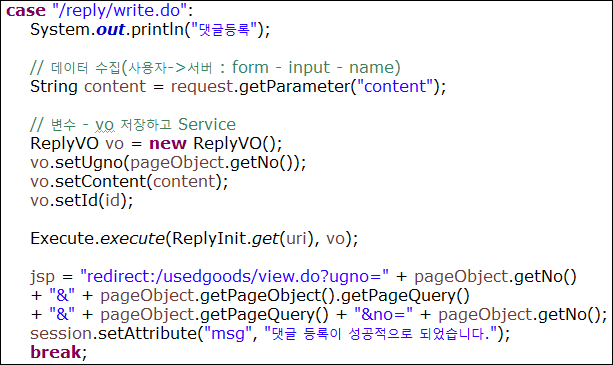 case "/reply/write.do":
System.out.println("댓글등록");
// 데이터 수집(사용자->서버 : form - input - name)
String content = request.getParameter("content");
// 변수 - vo 저장하고 Service
ReplyVO vo = new ReplyVO();
vo.setUgno(pageObject.getNo());
vo.setContent(content);
vo.setId(id);
Execute.execute(ReplyInit.get(uri), vo);
jsp = "redirect:/usedgoods/view.do?ugno=" + pageObject.getNo()
+ "&" + pageObject.getPageObject().getPageQuery()
+ "&" + pageObject.getPageQuery() + "&no=" + pageObject.getNo();
session.setAttribute("msg", "댓글 등록이 성공적으로 되었습니다.");
break;